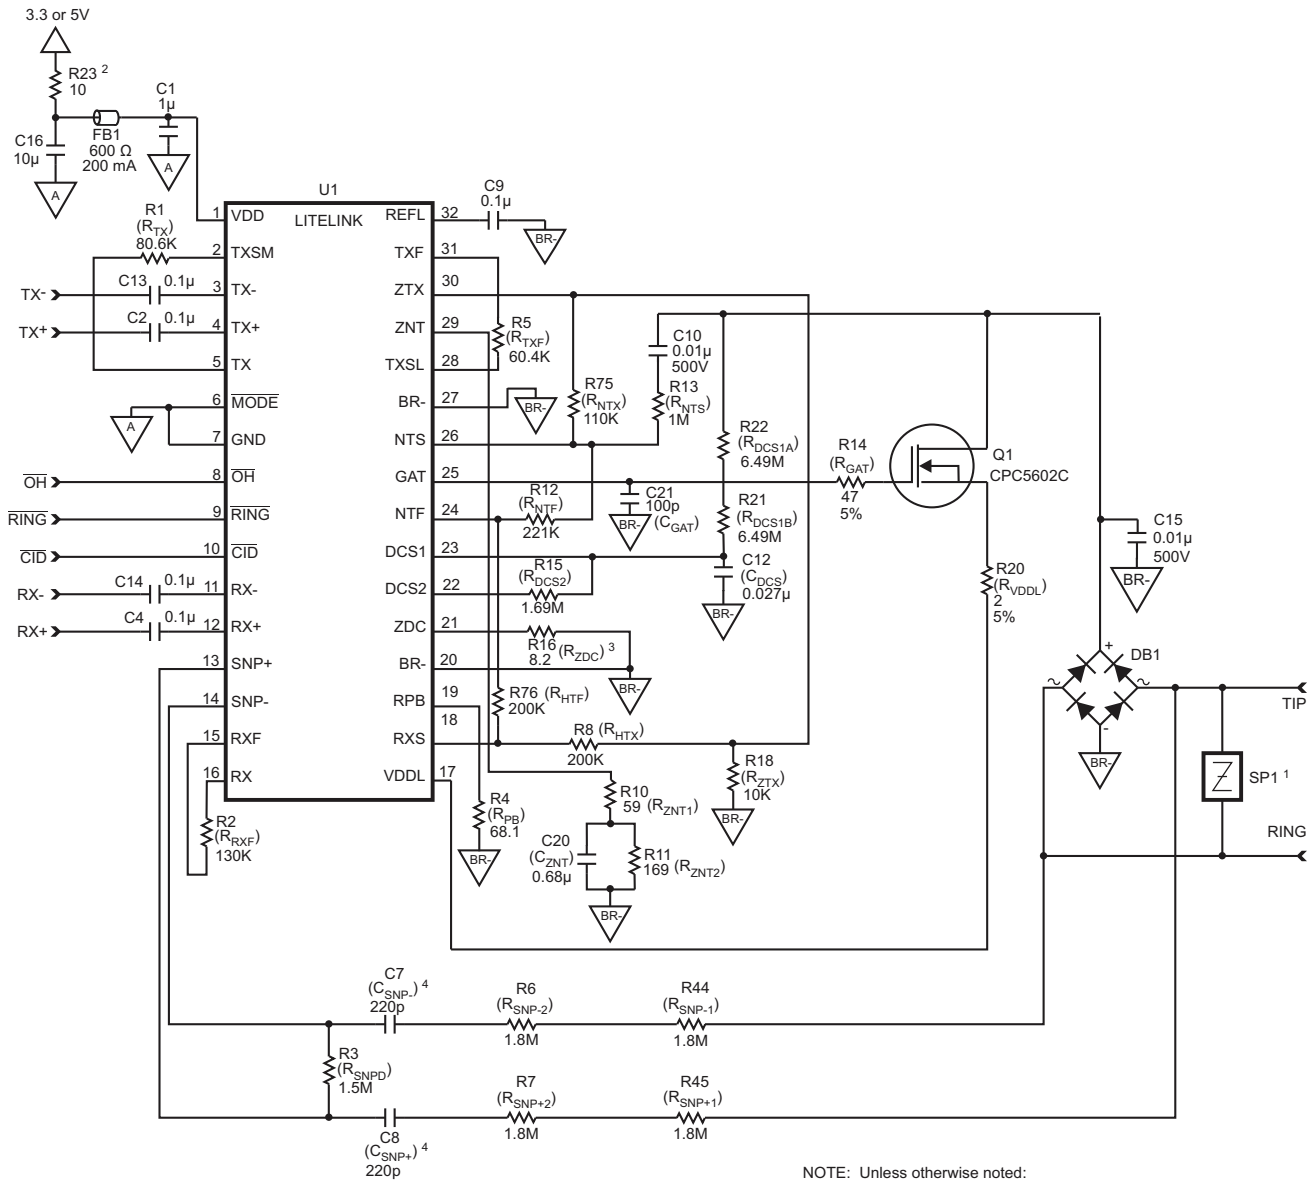 3.3 or 5V
R23 2
10
C1
1µ
C16
10µ
FB1
600 Ω
200 mA
A
A
U1
LITELINK
C9
0.1µ
BR-
R1
(RTX)
80.6K
C13 0.1µ
C2 0.1µ
TX-
TX+
1 VDD
2 TXSM
3 TX-
4 TX+
5 TX
6 MODE
7 GND
8 OH
9 RING
10 CID
11 RX-
12 RX+
13 SNP+
14 SNP-
15 RXF
16 RX
REFL 32
TXF 31
ZTX 30
ZNT 29
TXSL 28
BR- 27
NTS 26
GAT 25
NTF 24
DCS1 23
DCS2 22
ZDC 21
BR- 20
RPB 19
RXS 18
VDDL 17
A
OH
RING
CID
RX-
C14 0.1µ
RX+
C4 0.1µ
R2
(RRXF)
130K
R5
(RTXF)
60.4K
BR-
R75
(RNTX)
110K
C10
0.01µ
500V
R13
(RNTS)
1M
R22
(RDCS1A)
6.49M
R14
(RGAT)
47
5%
Q1
CPC5602C
R12
(RNTF)
221K
C21
100p
(CGAT)
BR-
R21
(RDCS1B)
6.49M
C15
0.01µ
500V
BR-
R15
(RDCS2)
1.69M
C12
(CDCS)
0.027µ
BR-
R20
(RVDDL)
2
5%
R16 (RZDC) 3
8.2
BR-
R76 (RHTF)
200K
R8 (RHTX)
200K
R18
(RZTX)
10K
BR-
R4
(RPB)
68.1
BR-
R10
59 (RZNT1)
C20
(CZNT)
0.68µ
R11
169 (RZNT2)
BR-
+
DB1
~
~
-
BR-
TIP
SP1 1
RING
C7
(CSNP-) 4
220p
R6
(RSNP-2)
1.8M
R44
(RSNP-1)
1.8M
R3
(RSNPD)
1.5M
R7
(RSNP+2)
1.8M
R45
(RSNP+1)
1.8M
C8
(CSNP+) 4
220p
NOTE: Unless otherwise noted: